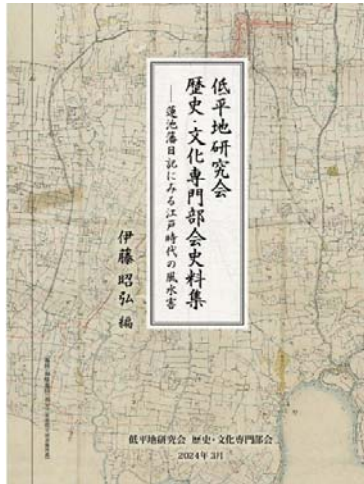 低平地研究会
歴史・文化専門部会史料集
―蓮池藩日記にみる江戸時代の風水害
伊藤昭弘 編
低平地研究会 歴史・文化専門部会
2024年3月